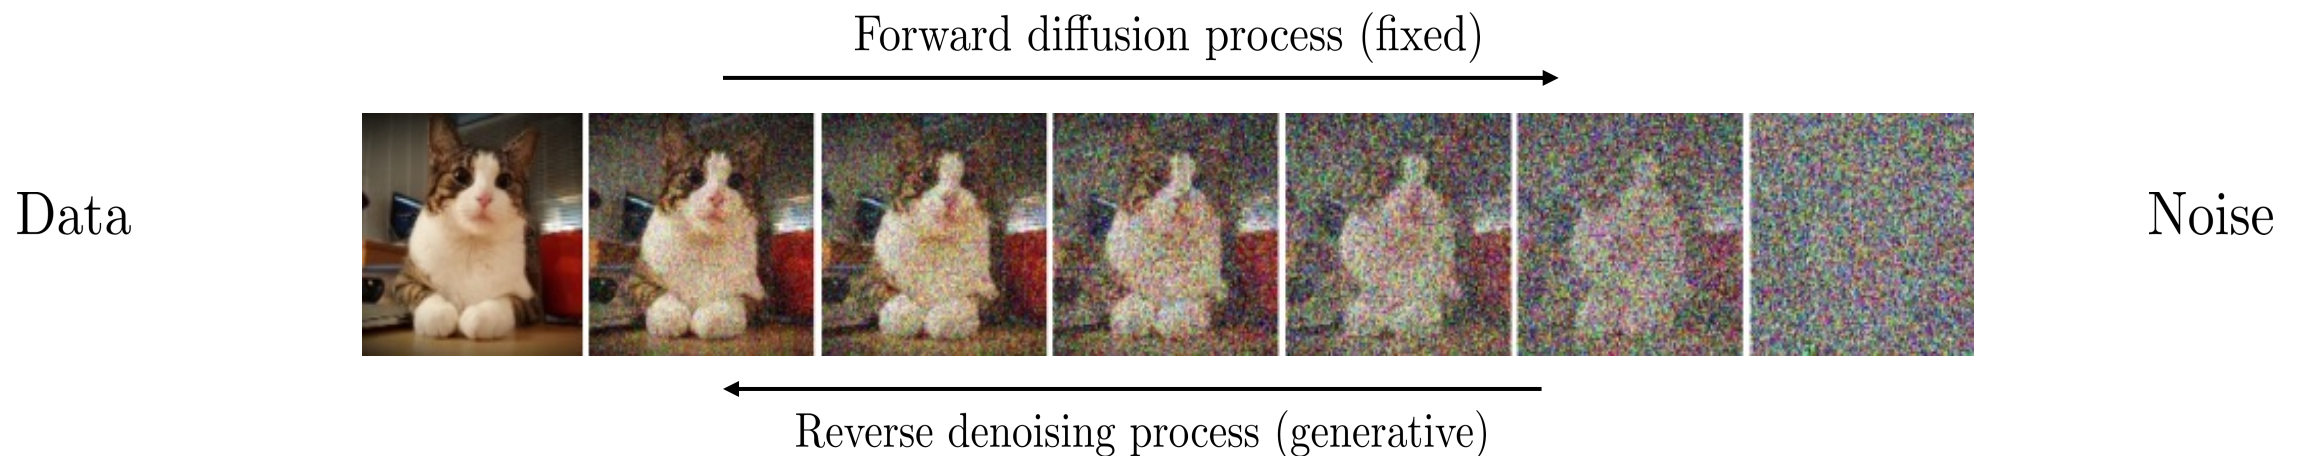 Forward diffusion process (fixed)
Data
Noise
Reverse denoising process (generative)